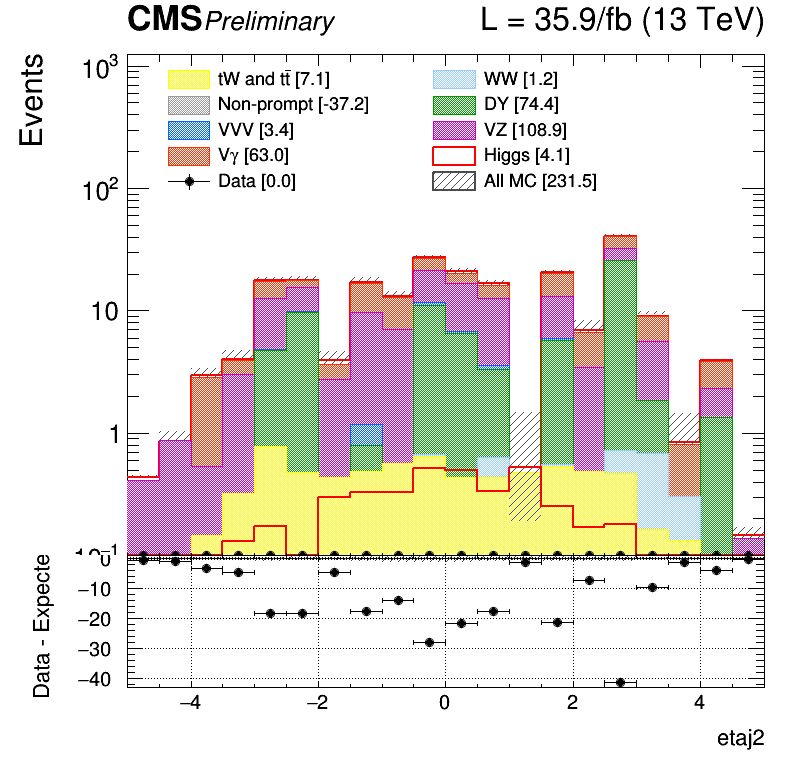 CMS Preliminary L = 35.9/fb (13 TeV)
Events
10³
10²
10
1
10⁻¹
tW and tt̄ [7.1]
WW [1.2]
Non-prompt [-37.2]
DY [74.4]
VVV [3.4]
VZ [108.9]
Vγ [63.0]
Higgs [4.1]
Data [0.0]
All MC [231.5]
Data - Expecte
0
−10
−20
−30
−40
−4 −2 0 2 4
etaj2